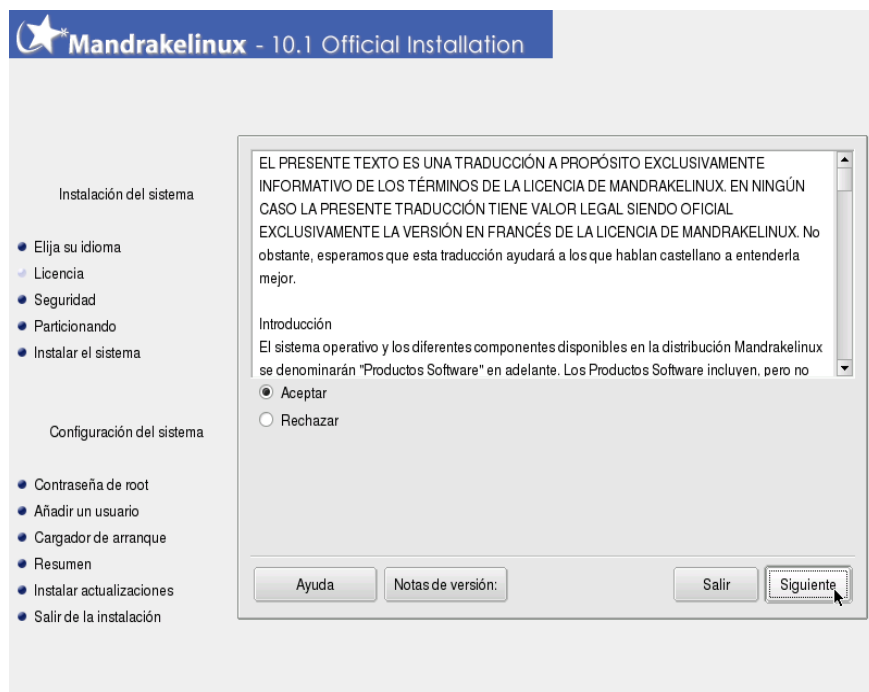 Mandrakelinux - 10.1 Official Installation
Instalación del sistema
Elija su idioma
Licencia
Seguridad
Particionando
Instalar el sistema
Configuración del sistema
Contraseña de root
Añadir un usuario
Cargador de arranque
Resumen
Instalar actualizaciones
Salir de la instalación
EL PRESENTE TEXTO ES UNA TRADUCCIÓN A PROPÓSITO EXCLUSIVAMENTE
INFORMATIVO DE LOS TÉRMINOS DE LA LICENCIA DE MANDRAKELINUX. EN NINGÚN
CASO LA PRESENTE TRADUCCIÓN TIENE VALOR LEGAL SIENDO OFICIAL
EXCLUSIVAMENTE LA VERSIÓN EN FRANCÉS DE LA LICENCIA DE MANDRAKELINUX. No
obstante, esperamos que esta traducción ayudará a los que hablan castellano a entenderla
mejor.
Introducción
El sistema operativo y los diferentes componentes disponibles en la distribución Mandrakelinux
se denominarán "Productos Software" en adelante. Los Productos Software incluyen, pero no
Aceptar
Rechazar
Ayuda
Notas de versión:
Salir
Siguiente